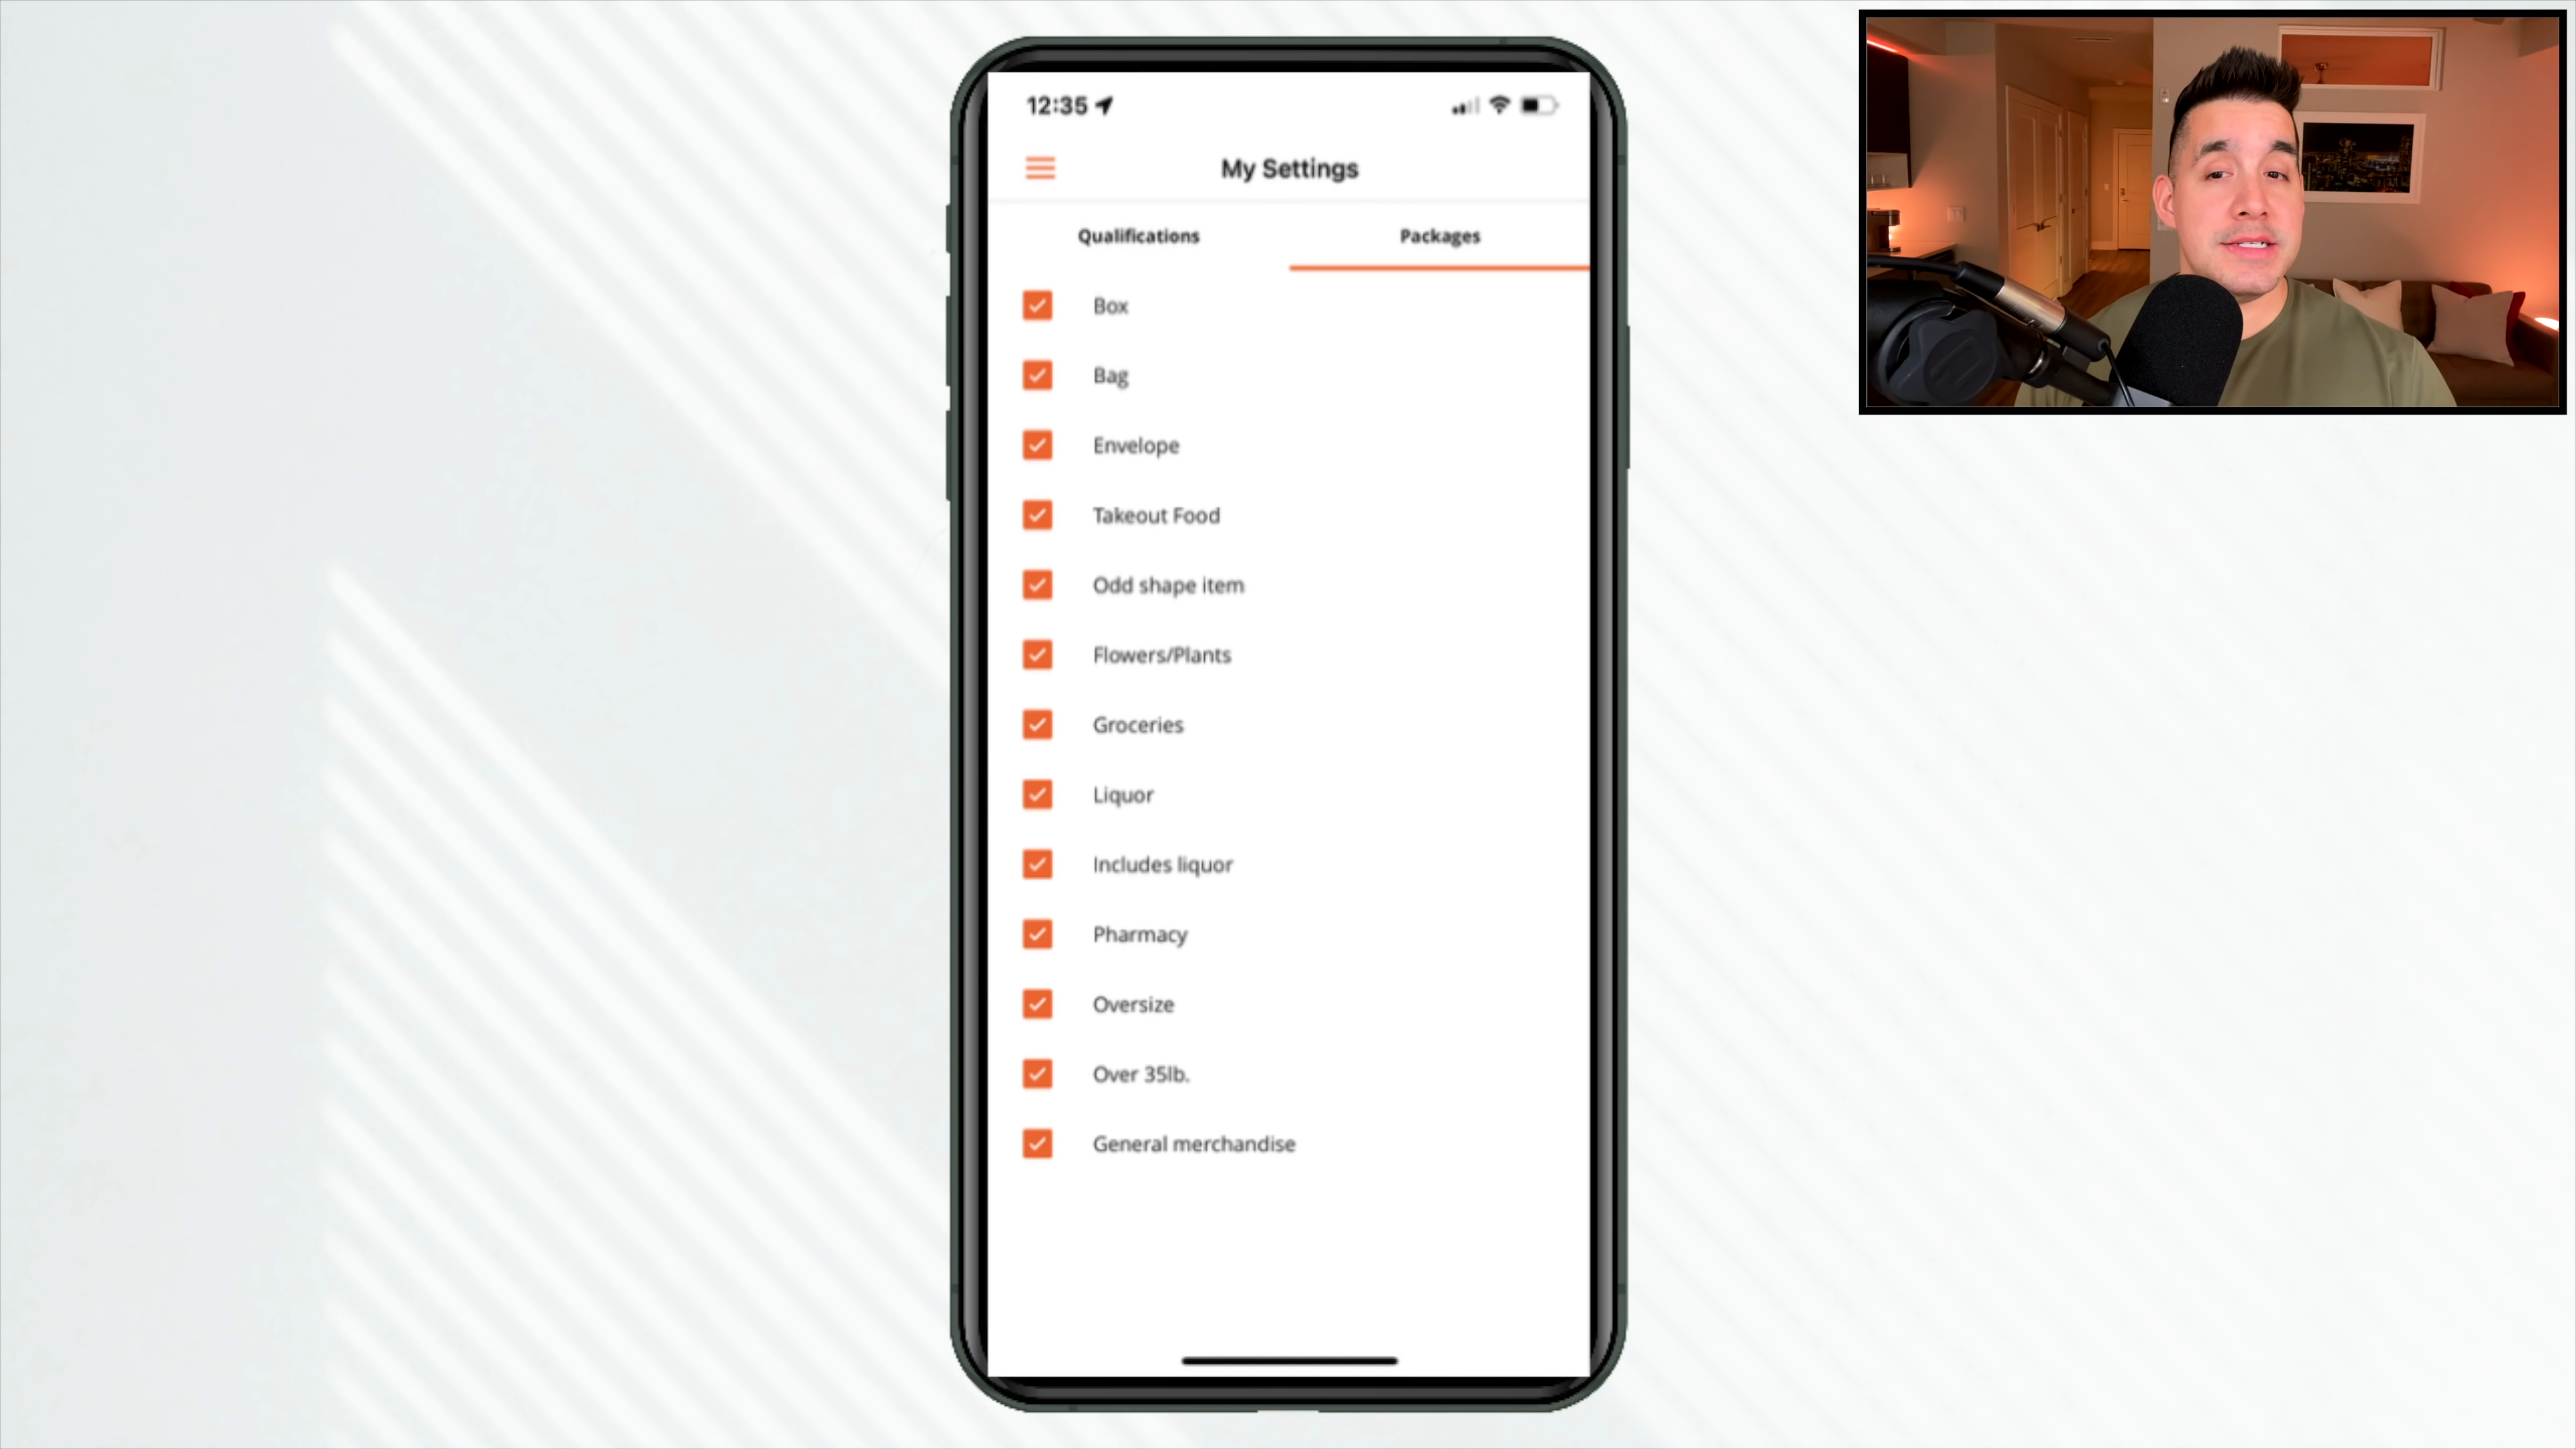 12:35
My Settings
Qualifications
Packages
Box
Bag
Envelope
Takeout Food
Odd shape item
Flowers/Plants
Groceries
Liquor
Includes liquor
Pharmacy
Oversize
Over 35lb.
General merchandise